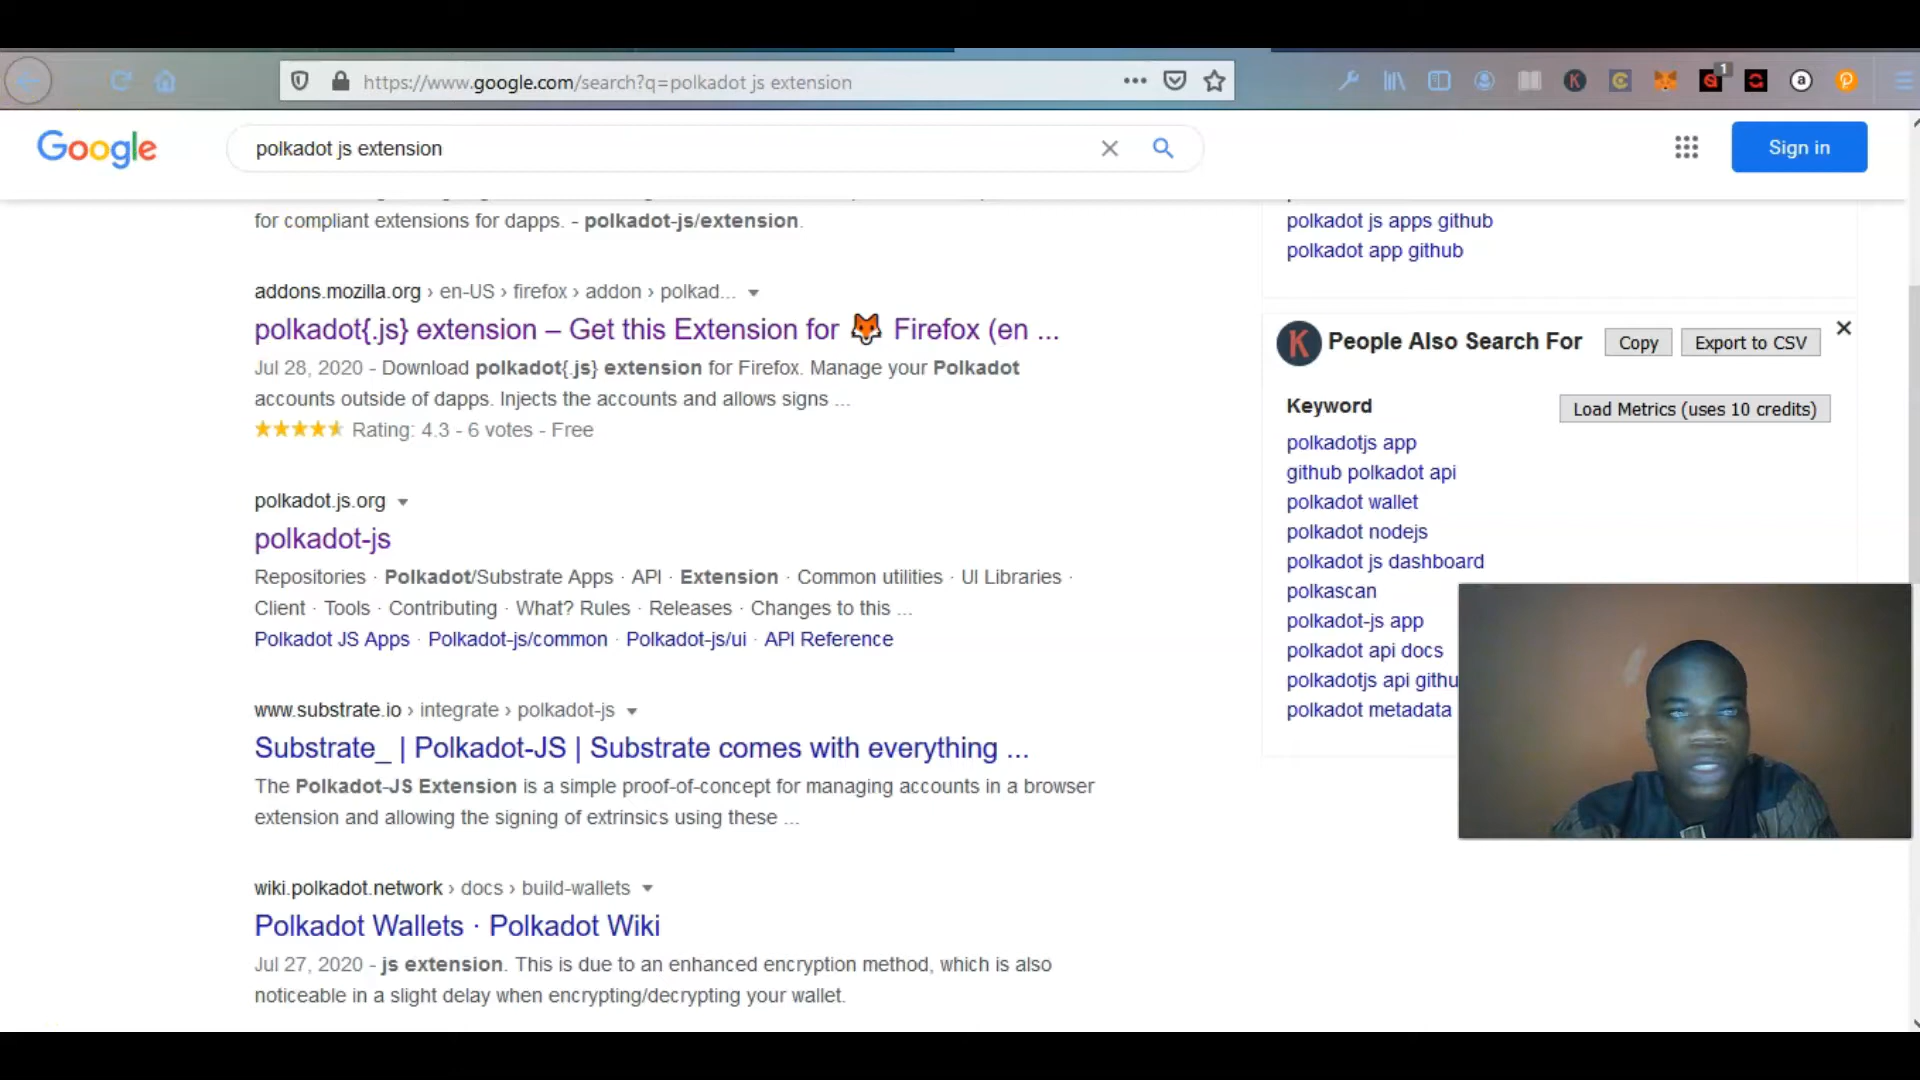 https://www.google.com/search?q=polkadot js extension
1
Google
polkadot js extension
Sign in
for compliant extensions for dapps. - polkadot-js/extension.
addons.mozilla.org › en-US › firefox › addon › polkad...
polkadot{.js} extension – Get this Extension for 🦊 Firefox (en ...
Jul 28, 2020 - Download polkadot{.js} extension for Firefox. Manage your Polkadot
accounts outside of dapps. Injects the accounts and allows signs ...
Rating: 4.3 - 6 votes - Free
polkadot.js.org
polkadot-js
Repositories · Polkadot/Substrate Apps · API · Extension · Common utilities · UI Libraries ·
Client · Tools · Contributing · What? Rules · Releases · Changes to this ...
Polkadot JS Apps · Polkadot-js/common · Polkadot-js/ui · API Reference
www.substrate.io › integrate › polkadot-js
Substrate_ | Polkadot-JS | Substrate comes with everything ...
The Polkadot-JS Extension is a simple proof-of-concept for managing accounts in a browser
extension and allowing the signing of extrinsics using these ...
wiki.polkadot.network › docs › build-wallets
Polkadot Wallets · Polkadot Wiki
Jul 27, 2020 - js extension. This is due to an enhanced encryption method, which is also
noticeable in a slight delay when encrypting/decrypting your wallet.
polkadot js apps github
polkadot app github
K People Also Search For
Copy
Export to CSV
Keyword
Load Metrics (uses 10 credits)
polkadotjs app
github polkadot api
polkadot wallet
polkadot nodejs
polkadot js dashboard
polkascan
polkadot-js app
polkadot api docs
polkadotjs api githu
polkadot metadata